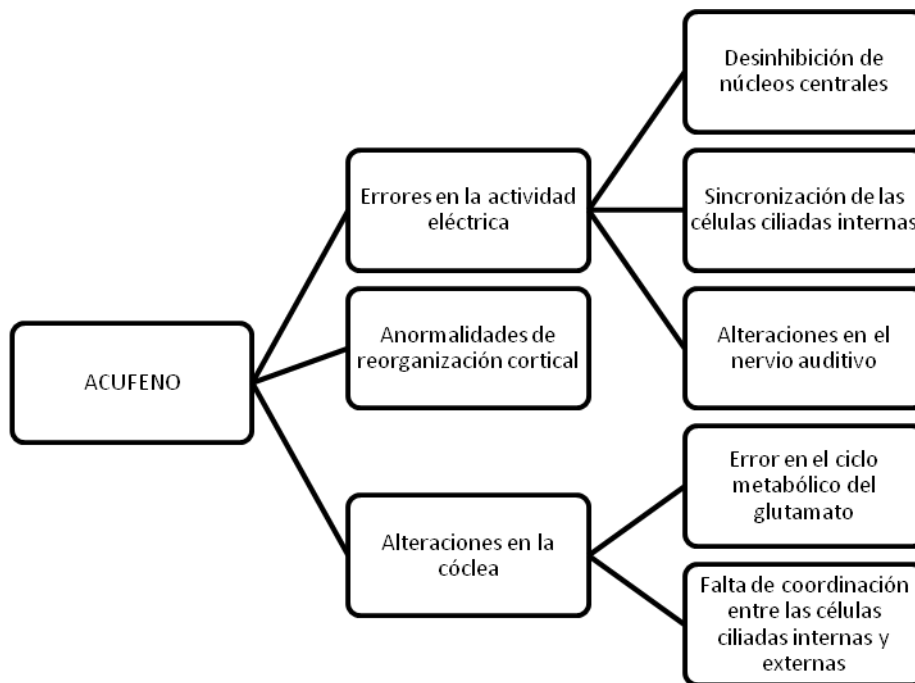 ACUFENO
Errores en la actividad
eléctrica
Anormalidades de
reorganización cortical
Alteraciones en la
cóclea
Desinhibición de
núcleos centrales
Sincronización de las
células ciliadas internas
Alteraciones en el
nervio auditivo
Error en el ciclo
metabólico del
glutamato
Falta de coordinación
entre las células
ciliadas internas y
externas